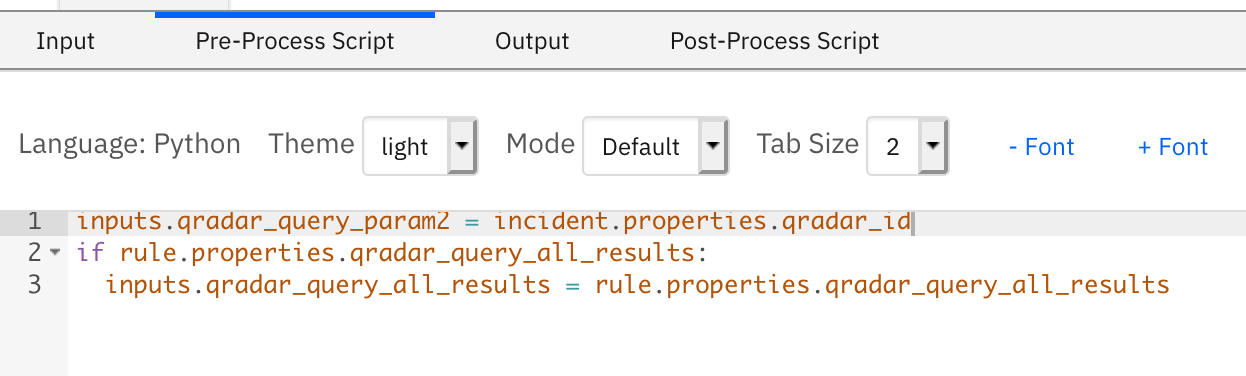 Input Pre-Process Script Output Post-Process Script
Language: Python Theme light Mode Default Tab Size 2 - Font + Font
1 inputs.qradar_query_param2 = incident.properties.qradar_id
2 if rule.properties.qradar_query_all_results:
3 inputs.qradar_query_all_results = rule.properties.qradar_query_all_results